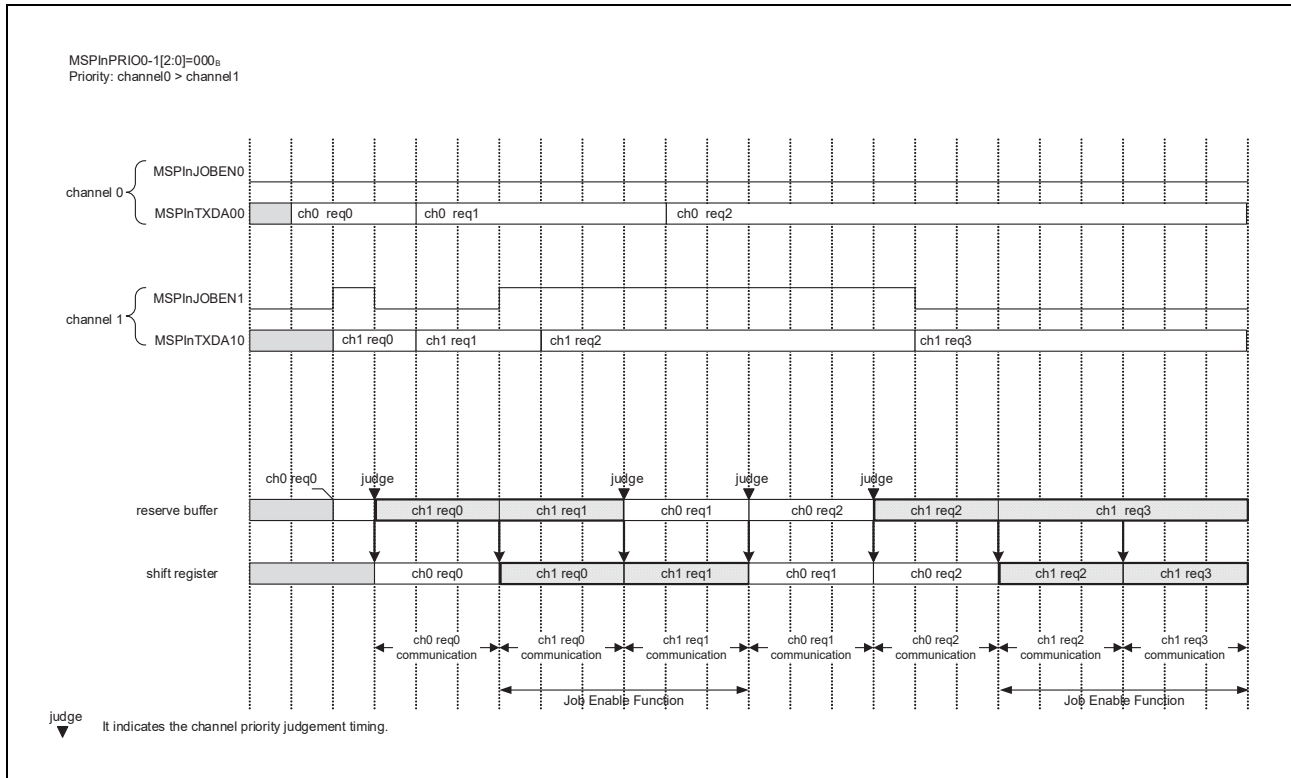 MSPInPRIO0-1[2:0]=000B
Priority: channel0 > channel1
channel 0
MSPInJOBEN0
MSPInTXDA00
ch0 req0
ch0 req1
ch0 req2
channel 1
MSPInJOBEN1
MSPInTXDA10
ch1 req0
ch1 req1
ch1 req2
ch1 req3
ch0 req0
judge
judge
judge
judge
reserve buffer
ch1 req0
ch1 req1
ch0 req1
ch0 req2
ch1 req2
ch1 req3
shift register
ch0 req0
ch1 req0
ch1 req1
ch0 req1
ch0 req2
ch1 req2
ch1 req3
ch0 req0
communication
ch1 req0
communication
ch1 req1
communication
ch0 req1
communication
ch0 req2
communication
ch1 req2
communication
ch1 req3
communication
Job Enable Function
Job Enable Function
judge
It indicates the channel priority judgement timing.